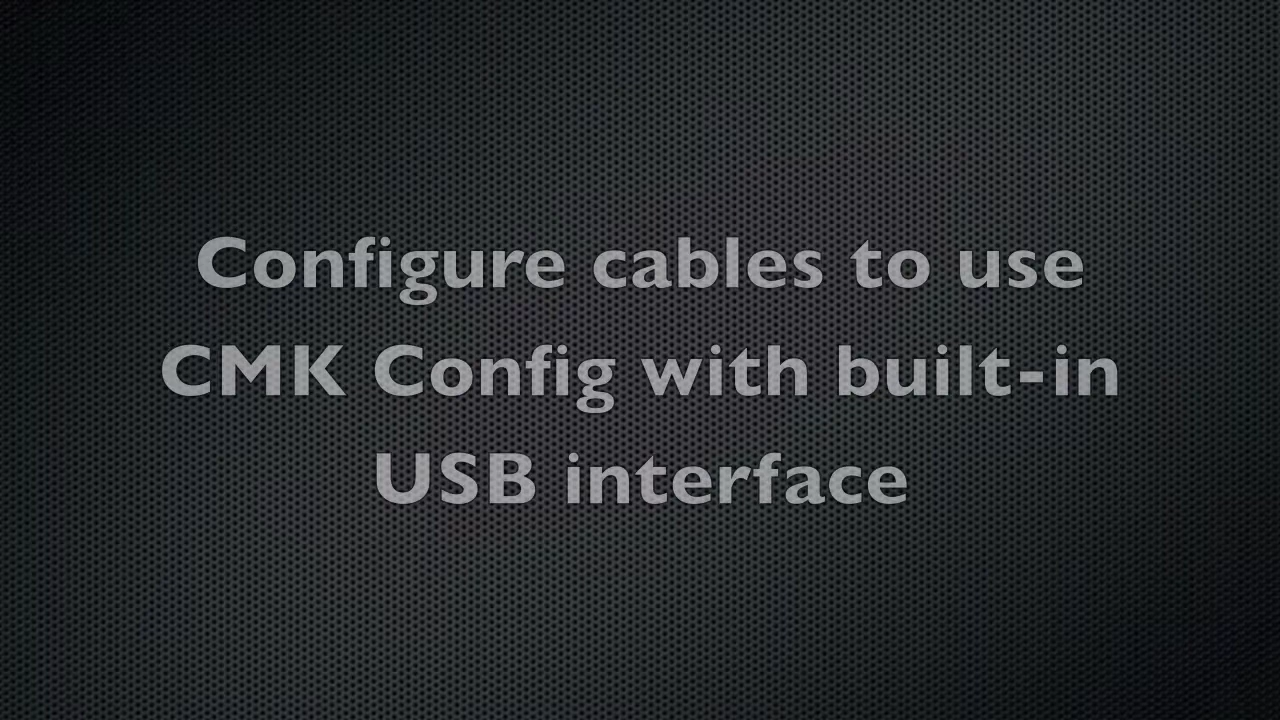 Configure cables to use
CMK Config with built-in
USB interface